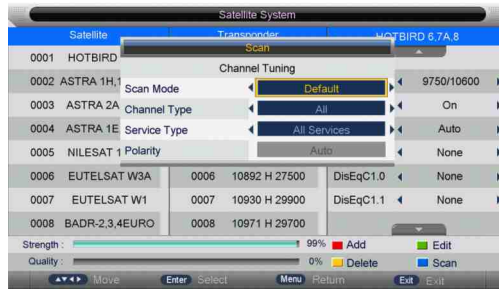 Satellite System
Satellite Transponder HOTBIRD 6,7A,8
Scan
0001 HOTBIRD
Channel Tuning
0002 ASTRA 1H,1 Scan Mode Default 9750/10600
0003 ASTRA 2A Channel Type All On
0004 ASTRA 1E Service Type All Services Auto
0005 NILESAT 1 Polarity Auto None
0006 EUTELSAT W3A 0006 10892 H 27500 DisEqC1.0 None
0007 EUTELSAT W1 0007 10930 H 29900 DisEqC1.1 None
0008 BADR-2,3,4EURO 0008 10971 H 29700
Strength : 99% Add Edit
Quality : 0% Delete Scan
Move Enter Select Menu Return Exit Exit